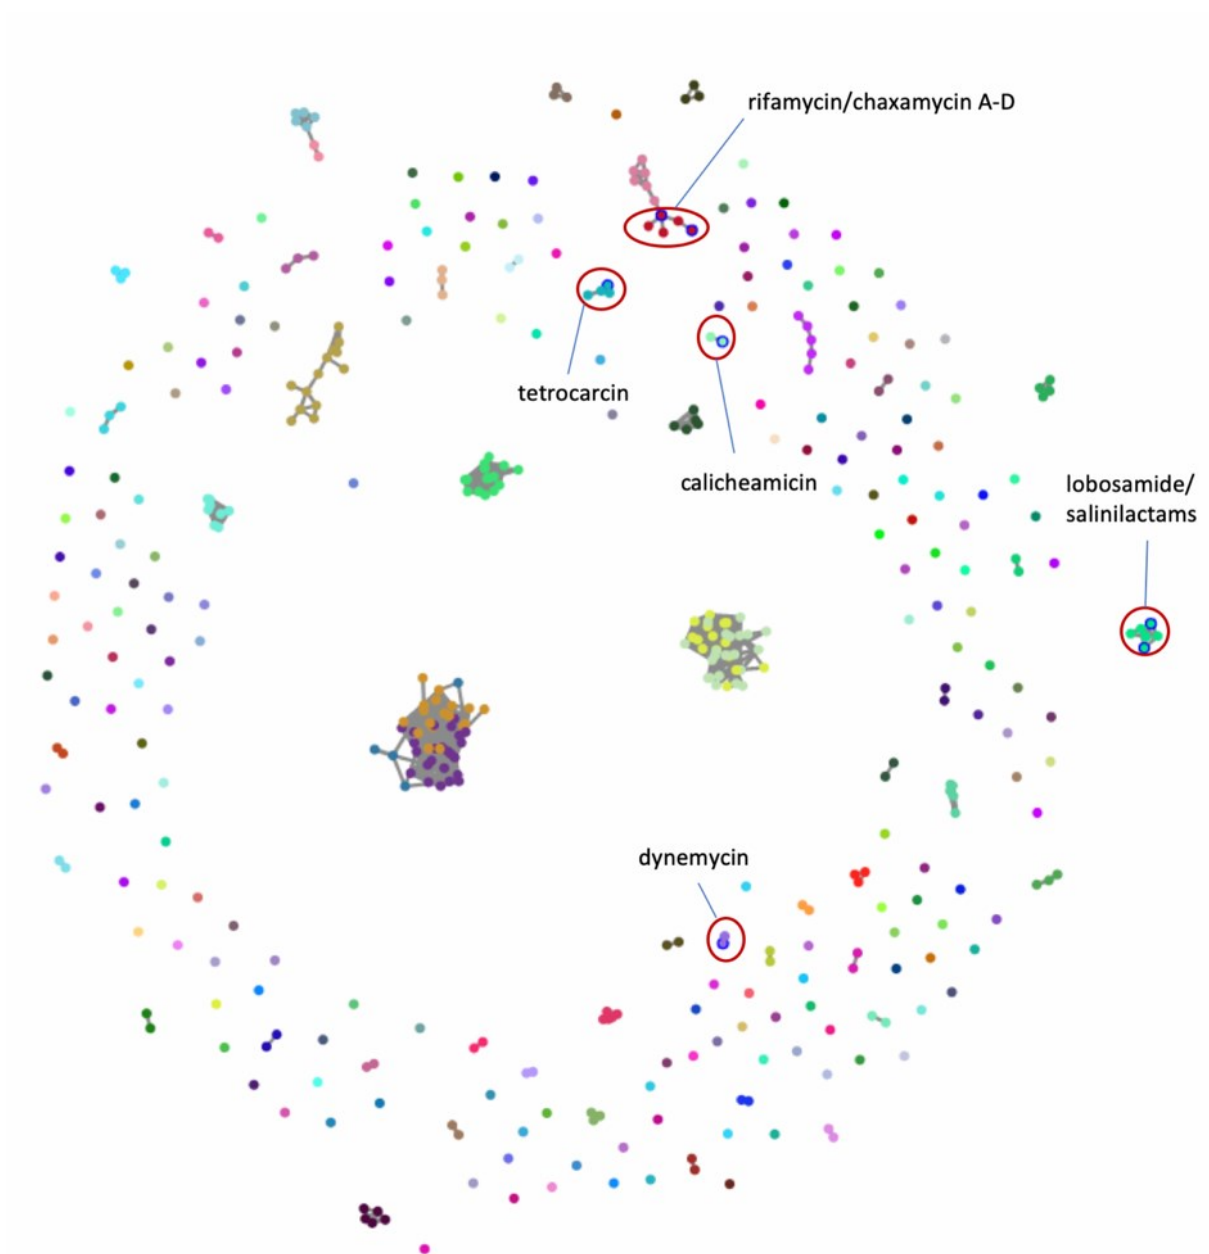 rifamycin/chaxamycin A-D
tetrocarcin
calicheamicin
lobosamide/
salinilactams
dynemycin